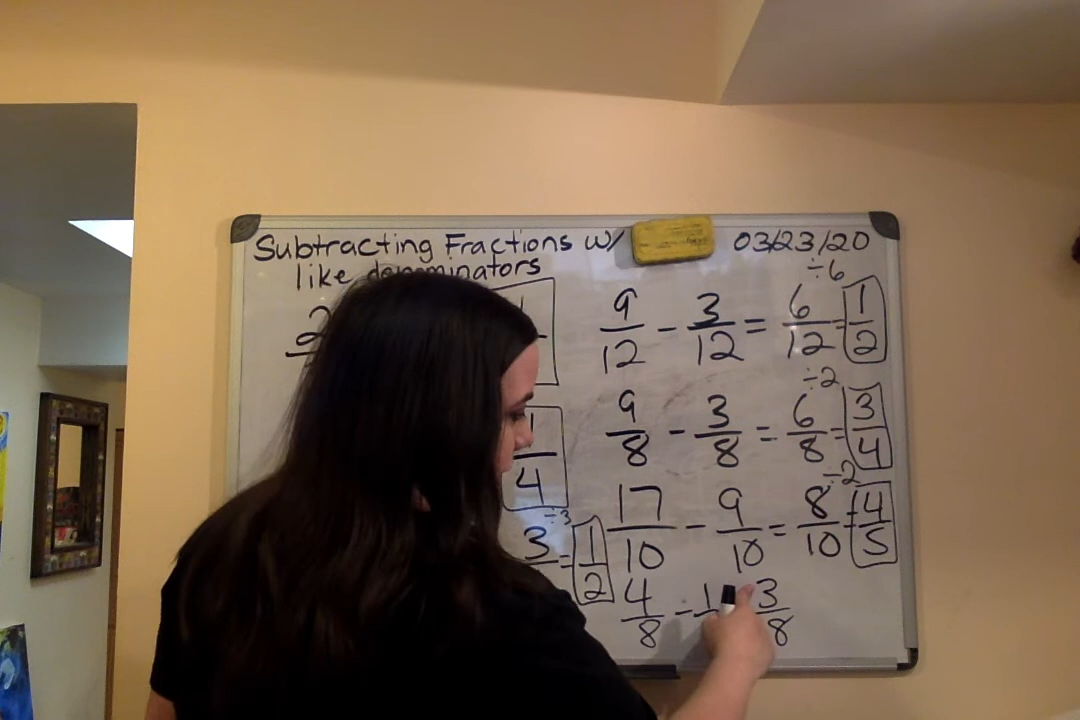 Subtracting Fractions w/ 03/23/20
like denominators
÷6
9/12 - 3/12 = 6/12 = 1/2
÷2
9/8 - 3/8 = 6/8 = 3/4
4
÷2
17/10 - 9/10 = 8/10 = 4/5
÷3
3 = 1/2
4/8 - 1 3/8